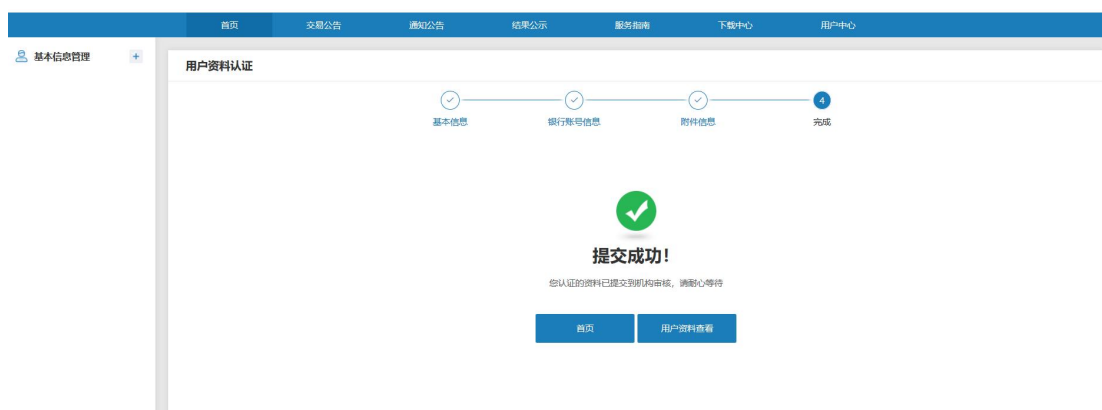 首页 交易公告 通知公告 结果公示 服务指南 下载中心 用户中心
基本信息管理 +
用户资料认证
4
基本信息 银行账号信息 附件信息 完成
提交成功！
您认证的资料已提交到机构审核，请耐心等待
首页 用户资料查看